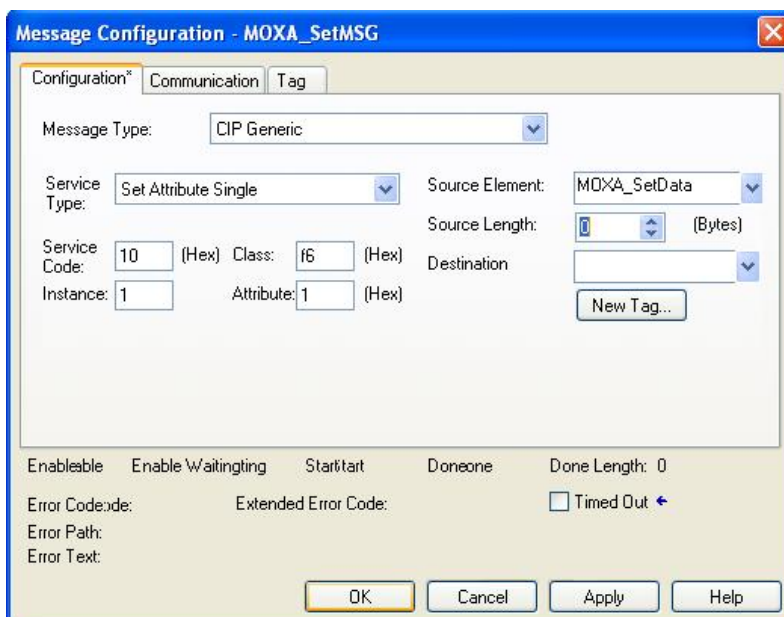 Message Configuration - MOXA_SetMSG
Configuration* Communication Tag
Message Type: CIP Generic
Service Type: Set Attribute Single
Source Element: MOXA_SetData
Source Length: 0 (Bytes)
Service Code: 10 (Hex) Class: f6 (Hex)
Destination
Instance: 1 Attribute: 1 (Hex)
New Tag...
Enableable Enable Waitingting Startitart Doneone Done Length: 0
Error Code:ode: Extended Error Code: Timed Out
Error Path:
Error Text:
OK Cancel Apply Help